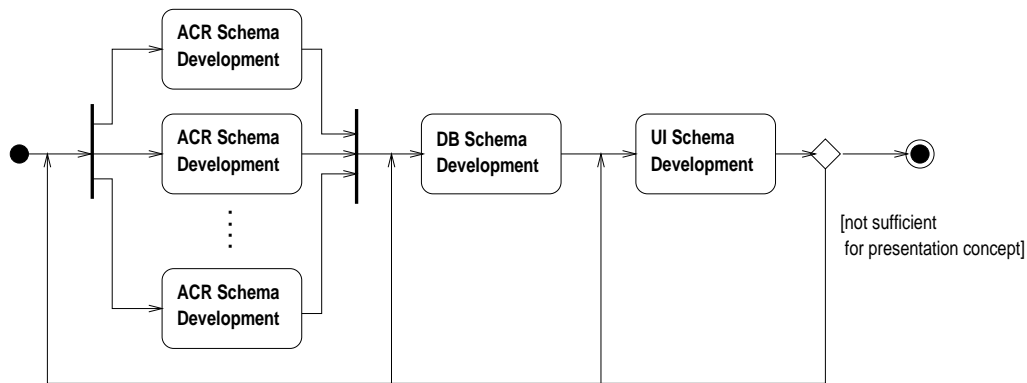 ACR Schema
Development
ACR Schema
Development
DB Schema
Development
UI Schema
Development
[not sufficient
for presentation concept]
ACR Schema
Development